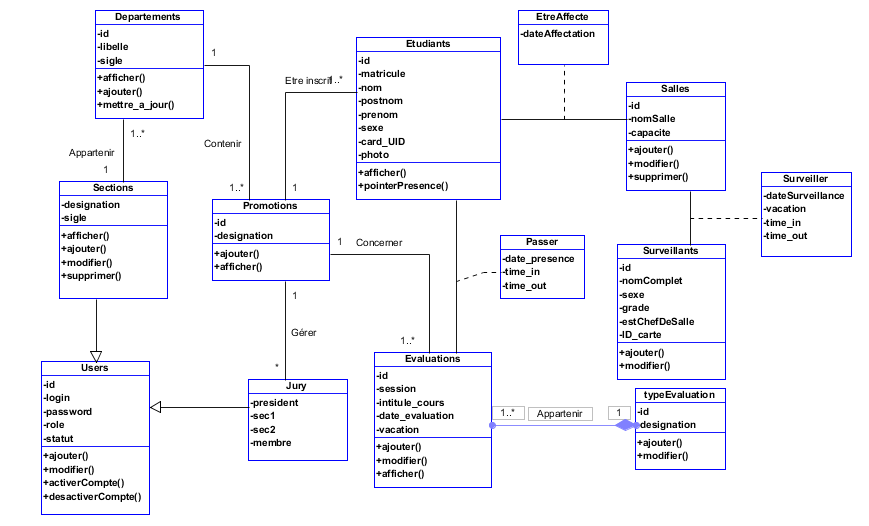 Departements
-id
-libelle
-sigle
+afficher()
+ajouter()
+mettre_a_jour()
1
Contenir
1..*
1..*
Appartenir
1
Sections
-designation
-sigle
+afficher()
+ajouter()
+modifier()
+supprimer()
Etre inscrit
1..*
1
Etudiants
-id
-matricule
-nom
-postnom
-prenom
-sexe
-card_UID
-photo
+afficher()
+pointerPresence()
EtreAffecte
-dateAffectation
Salles
-id
-nomSalle
-capacite
+ajouter()
+modifier()
+supprimer()
Surveiller
-dateSurveillance
-vacation
-time_in
-time_out
Promotions
-id
-designation
+ajouter()
+afficher()
1
Concerner
1..*
Passer
-date_presence
-time_in
-time_out
Surveillants
-id
-nomComplet
-sexe
-grade
-estChefDeSalle
-ID_carte
+ajouter()
+modifier()
1
Gérer
*
Users
-id
-login
-password
-role
-statut
+ajouter()
+modifier()
+activerCompte()
+desactiverCompte()
Jury
-president
-sec1
-sec2
-membre
Evaluations
-id
-session
-intitule_cours
-date_evaluation
-vacation
+ajouter()
+modifier()
+afficher()
1..*
Appartenir
1
typeEvaluation
-id
-designation
+ajouter()
+modifier()